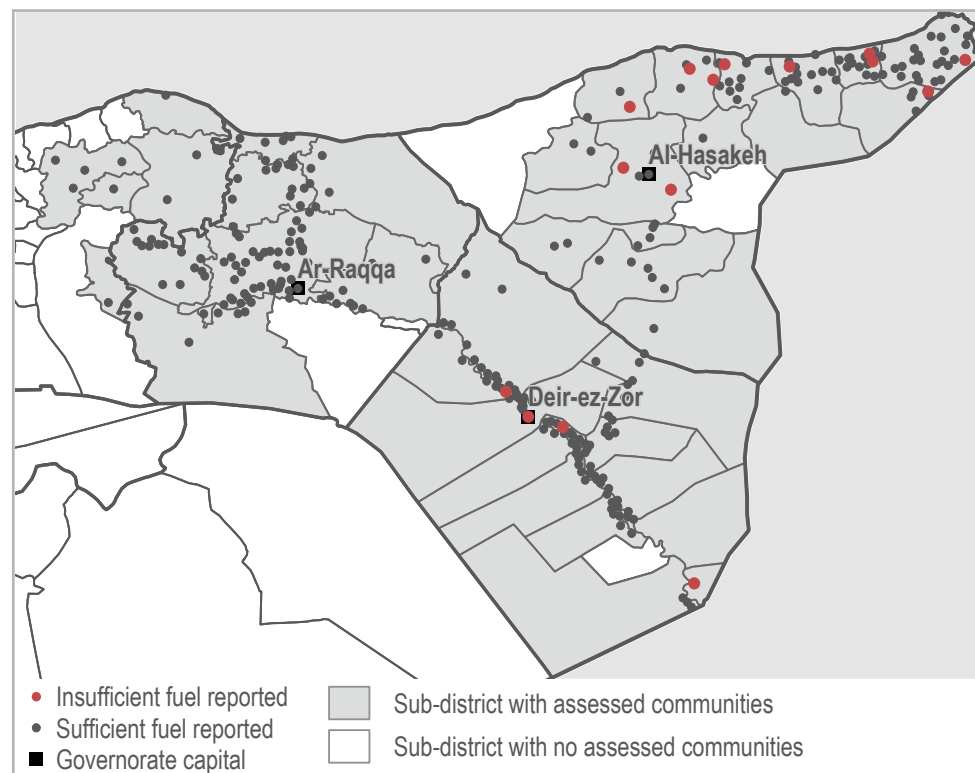 Al-Hasakeh
Ar-Raqqa
Deir-ez-Zor
Insufficient fuel reported
Sufficient fuel reported
Governorate capital
Sub-district with assessed communities
Sub-district with no assessed communities